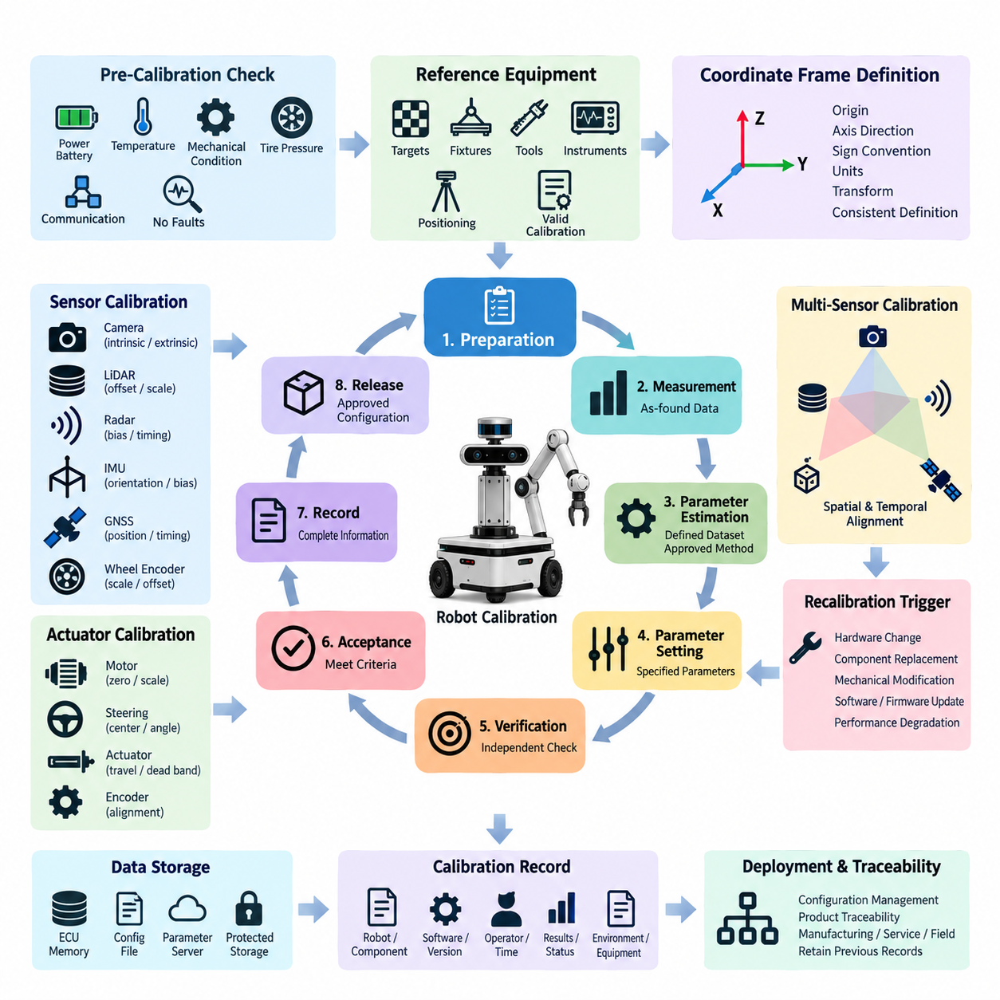 Pre-Calibration Check
Power
Battery
Temperature
Mechanical
Condition
Tire Pressure
Communication
No Faults
Reference Equipment
Targets
Fixtures
Tools
Instruments
Positioning
Valid
Calibration
Coordinate Frame Definition
Z
Y
X
Origin
Axis Direction
Sign Convention
Units
Transform
Consistent Definition
Sensor Calibration
Camera
(intrinsic / extrinsic)
LiDAR
(offset / scale)
Radar
(bias / timing)
IMU
(orientation / bias)
GNSS
(position / timing)
Wheel Encoder
(scale / offset)
Actuator Calibration
Motor
(zero / scale)
Steering
(center / angle)
Actuator
(travel / dead band)
Encoder
(alignment)
1. Preparation
2. Measurement
As-found Data
3. Parameter
Estimation
Defined Dataset
Approved Method
4. Parameter
Setting
Specified Parameters
5. Verification
Independent Check
6. Acceptance
Meet Criteria
7. Record
Complete Information
8. Release
Approved
Configuration
Robot Calibration
Multi-Sensor Calibration
Spatial & Temporal
Alignment
Recalibration Trigger
Hardware Change
Component Replacement
Mechanical Modification
Software / Firmware Update
Performance Degradation
Data Storage
ECU
Memory
Config
File
Parameter
Server
Protected
Storage
Calibration Record
Robot /
Component
Software /
Version
Operator /
Time
Results /
Status
Environment /
Equipment
Deployment & Traceability
Configuration Management
Product Traceability
Manufacturing / Service / Field
Retain Previous Records